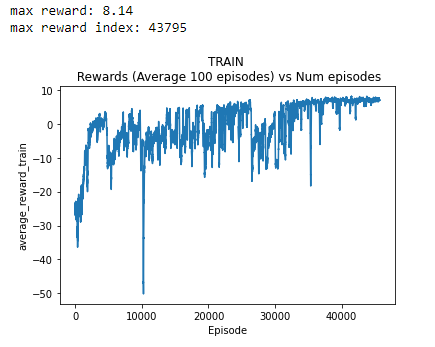 max reward: 8.14
max reward index: 43795
TRAIN
Rewards (Average 100 episodes) vs Num episodes
10
0
−10
−20
−30
−40
−50
average_reward_train
0 10000 20000 30000 40000
Episode